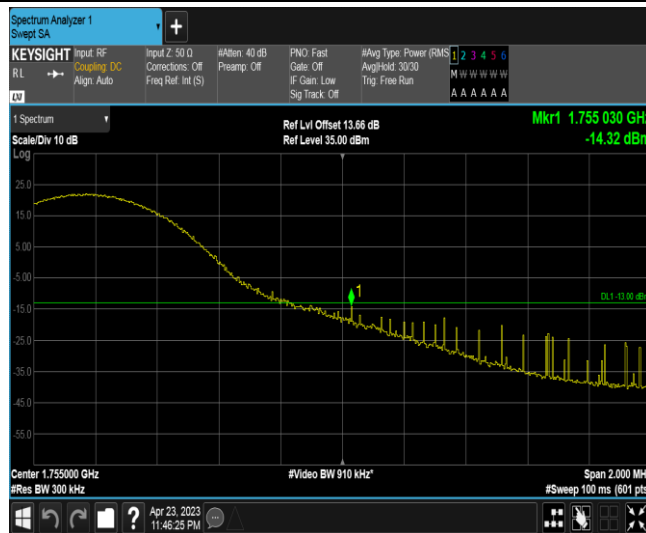 Spectrum Analyzer 1
Swept SA
KEYSIGHT
RL
Input: RF
Coupling: DC
Align: Auto
Input Z: 50 Ω
Corrections: Off
Freq Ref: Int (S)
#Atten: 40 dB
Preamp: Off
PNO: Fast
Gate: Off
IF Gain: Low
Sig Track: Off
#Avg Type: Power (RMS
Avg|Hold: 30/30
Trig: Free Run
1 2 3 4 5 6
M W W W W W
A A A A A A
1 Spectrum
Scale/Div 10 dB
Log
Ref Lvl Offset 13.66 dB
Ref Level 35.00 dBm
Mkr1 1.755 030 GHz
-14.32 dBm
25.0
15.0
5.00
-5.00
-15.0
-25.0
-35.0
-45.0
-55.0
1
DL1 -13.00 dBm
Center 1.755000 GHz
#Res BW 300 kHz
#Video BW 910 kHz*
Span 2.000 MH
#Sweep 100 ms (601 pts
Apr 23, 2023
11:46:25 PM